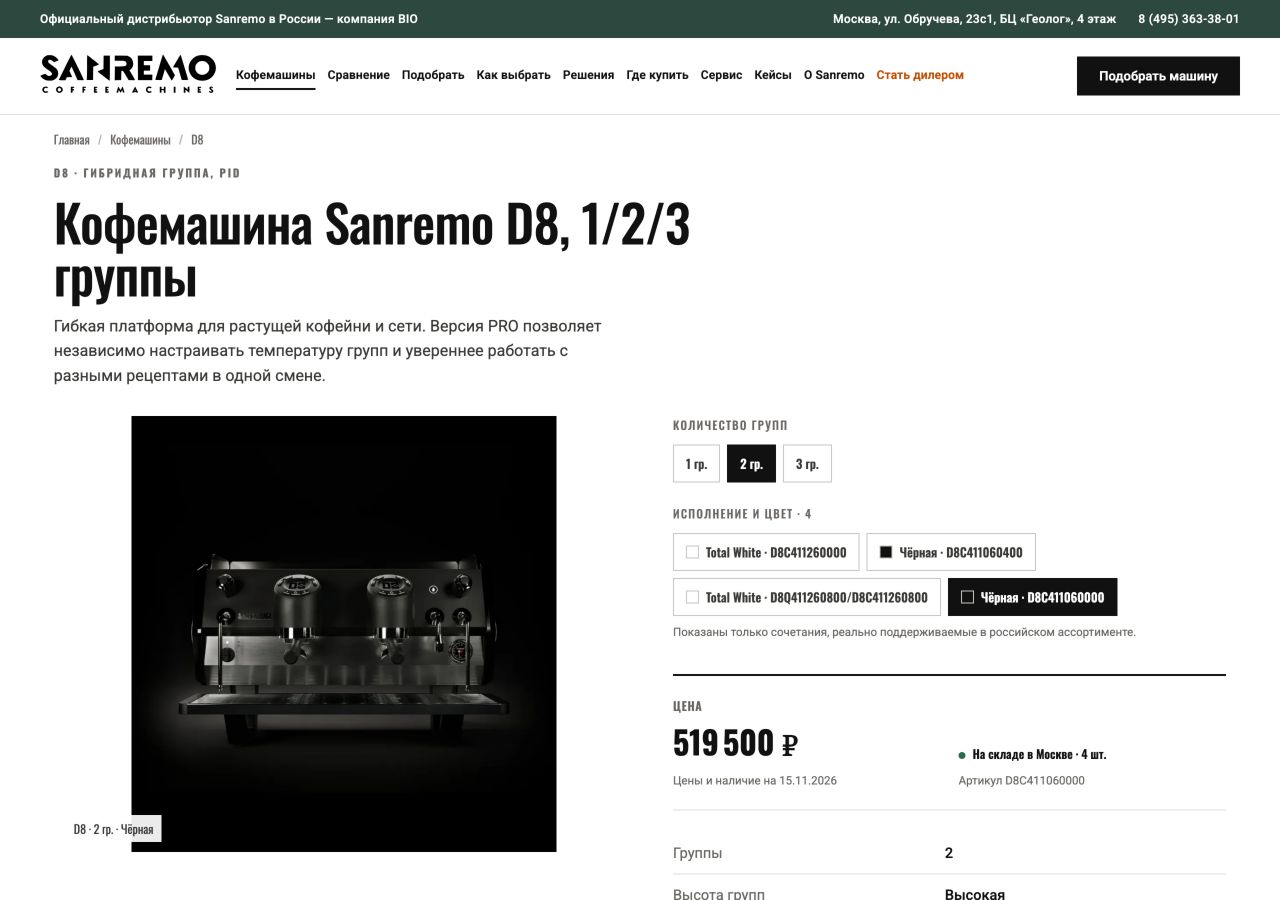 Официальный дистрибьютор Sanremo в России — компания BIO
Москва, ул. Обручева, 23с1, БЦ «Геолог», 4 этаж
8 (495) 363-38-01
SANREMO
COFFEEMACHINES
Кофемашины
Сравнение
Подобрать
Как выбрать
Решения
Где купить
Сервис
Кейсы
О Sanremo
Стать дилером
Подобрать машину
Главная / Кофемашины / D8
D8 · ГИБРИДНАЯ ГРУППА, PID
Кофемашина Sanremo D8, 1/2/3
группы
Гибкая платформа для растущей кофейни и сети. Версия PRO позволяет
независимо настраивать температуру групп и увереннее работать с
разными рецептами в одной смене.
D8 · 2 гр. · Чёрная
КОЛИЧЕСТВО ГРУПП
1 гр.
2 гр.
3 гр.
ИСПОЛНЕНИЕ И ЦВЕТ · 4
Total White · D8C411260000
Чёрная · D8C411060400
Total White · D8Q411260800/D8C411260800
Чёрная · D8C411060000
Показаны только сочетания, реально поддерживаемые в российском ассортименте.
ЦЕНА
519 500 ₽
На складе в Москве · 4 шт.
Цены и наличие на 15.11.2026
Артикул D8C411060000
Группы 2
Высота групп Высокая